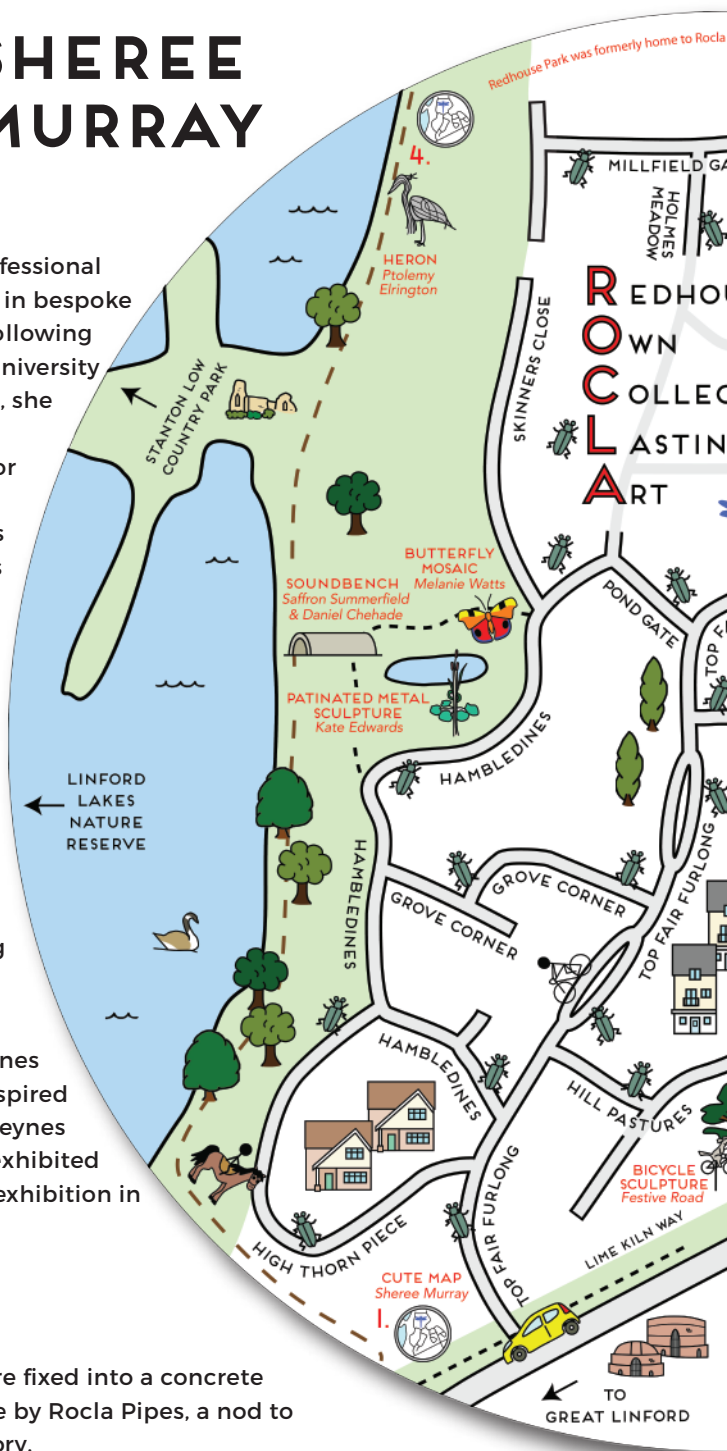 SHEREE
MURRAY
Redhouse Park was formerly home to Rocla
4.
MILLFIELD GA
HOLMES
MEADOW
HERON
Ptolemy
Elrington
fessional
in bespoke
ollowing
niversity
, she
or
s
s
g
nes
spired
eynes
exhibited
exhibition in
re fixed into a concrete
e by Rocla Pipes, a nod to
ory.
REDHOU
OWN
COLLEC
LASTIN
ART
SKINNERS CLOSE
STANTON LOW
COUNTRY PARK
BUTTERFLY
MOSAIC
Melanie Watts
SOUNDBENCH
Saffron Summerfield
& Daniel Chehade
POND GATE
TOP F
PATINATED METAL
SCULPTURE
Kate Edwards
HAMBLEDINES
LINFORD
LAKES
NATURE
RESERVE
HAMBLEDINES
GROVE CORNER
GROVE CORNER
TOP FAIR FURLONG
HAMBLEDINES
HILL PASTURES
BICYCLE
SCULPTURE
Festive Road
TOP FAIR FURLONG
HIGH THORN PIECE
LIME KILN WAY
CUTE MAP
Sheree Murray
1.
TO
GREAT LINFORD